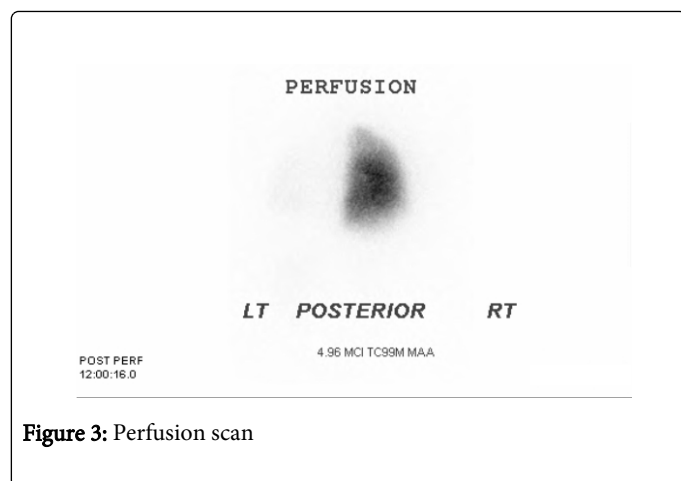 PERFUSION
LT POSTERIOR RT
4.96 MCI TC99M MAA
POST PERF
12:00:16.0
Figure 3: Perfusion scan